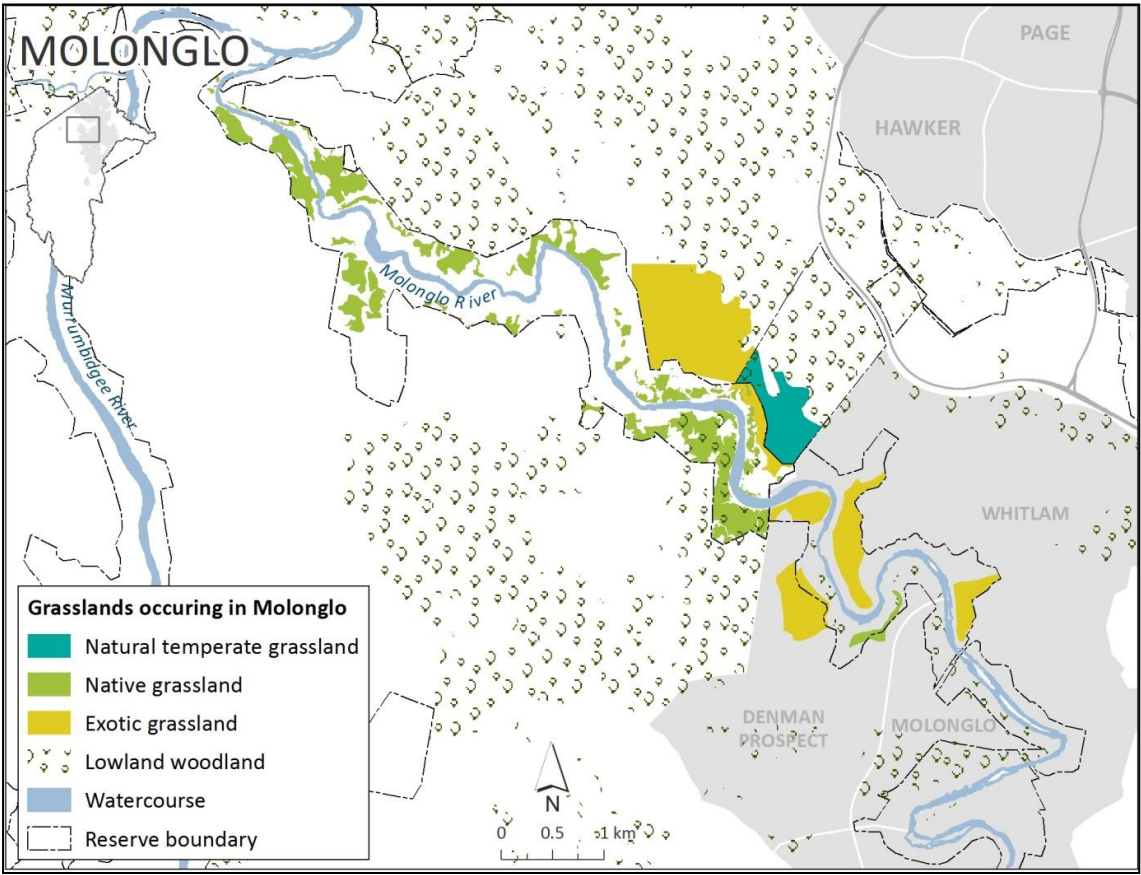 MOLONGLO
PAGE
HAWKER
Molonglo River
Murrumbidgee River
WHITLAM
DENMAN
PROSPECT
MOLONGLO
Grasslands occuring in Molonglo
Natural temperate grassland
Native grassland
Exotic grassland
Lowland woodland
Watercourse
Reserve boundary
N
0 0.5 1 km